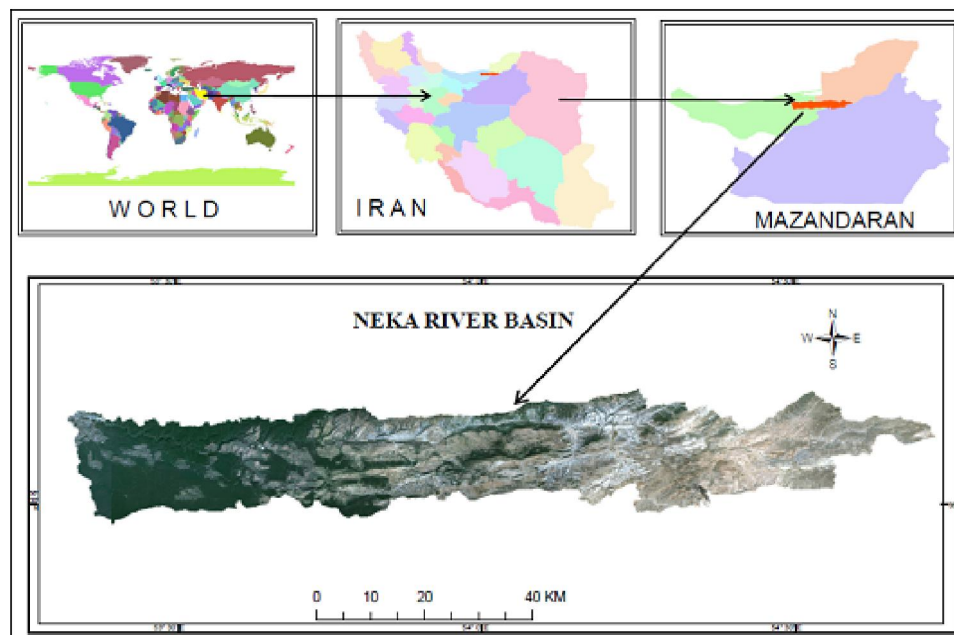 WORLD
IRAN
MAZANDARAN
NEKA RIVER BASIN
N
W E
S
0 10 20 40 KM